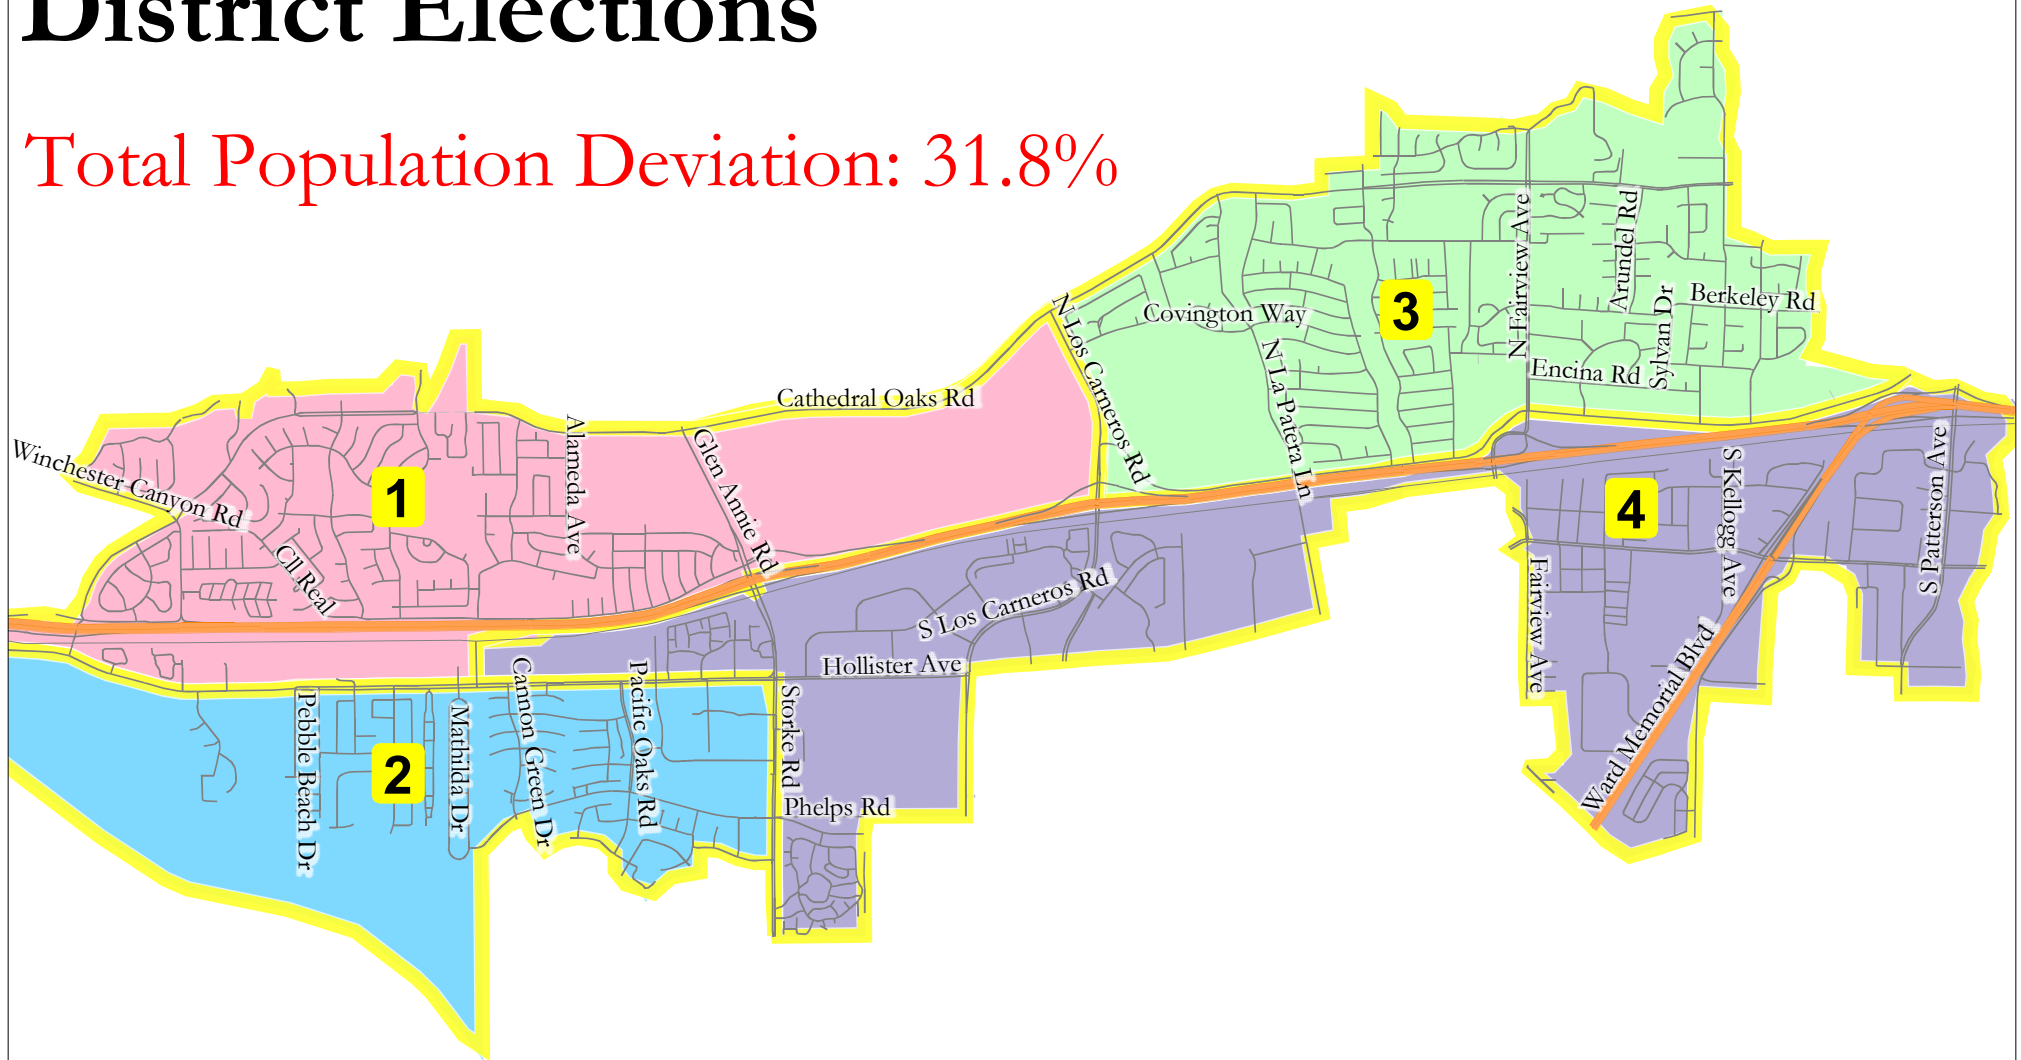 District Elections
Total Population Deviation: 31.8%
N Fairview Ave
Arundel Rd
Sylvan Dr
Berkeley Rd
3
Covington Way
N Los Carneros Rd
N La Patera Ln
Encina Rd
Cathedral Oaks Rd
Winchester Canyon Rd
1
Alameda Ave
Glen Annie Rd
Cll Real
4
S Kellogg Ave
S Patterson Ave
S Los Carneros Rd
Fairview Ave
Hollister Ave
Ward Memorial Blvd
Pebble Beach Dr
2
Mathilda Dr
Cannon Green Dr
Pacific Oaks Rd
Storke Rd
Phelps Rd